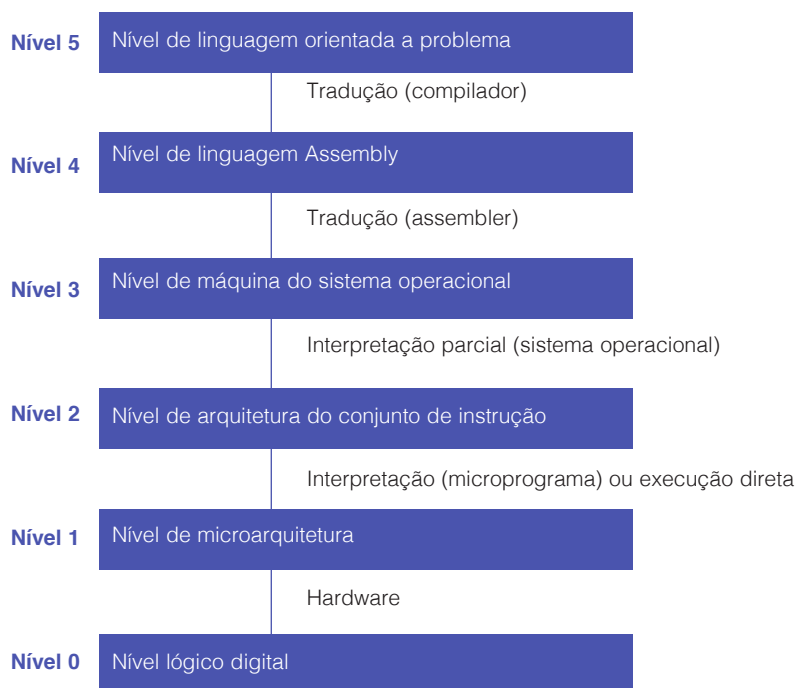 Nível 5
Nível de linguagem orientada a problema
Tradução (compilador)
Nível 4
Nível de linguagem Assembly
Tradução (assembler)
Nível 3
Nível de máquina do sistema operacional
Interpretação parcial (sistema operacional)
Nível 2
Nível de arquitetura do conjunto de instrução
Interpretação (microprograma) ou execução direta
Nível 1
Nível de microarquitetura
Hardware
Nível 0
Nível lógico digital